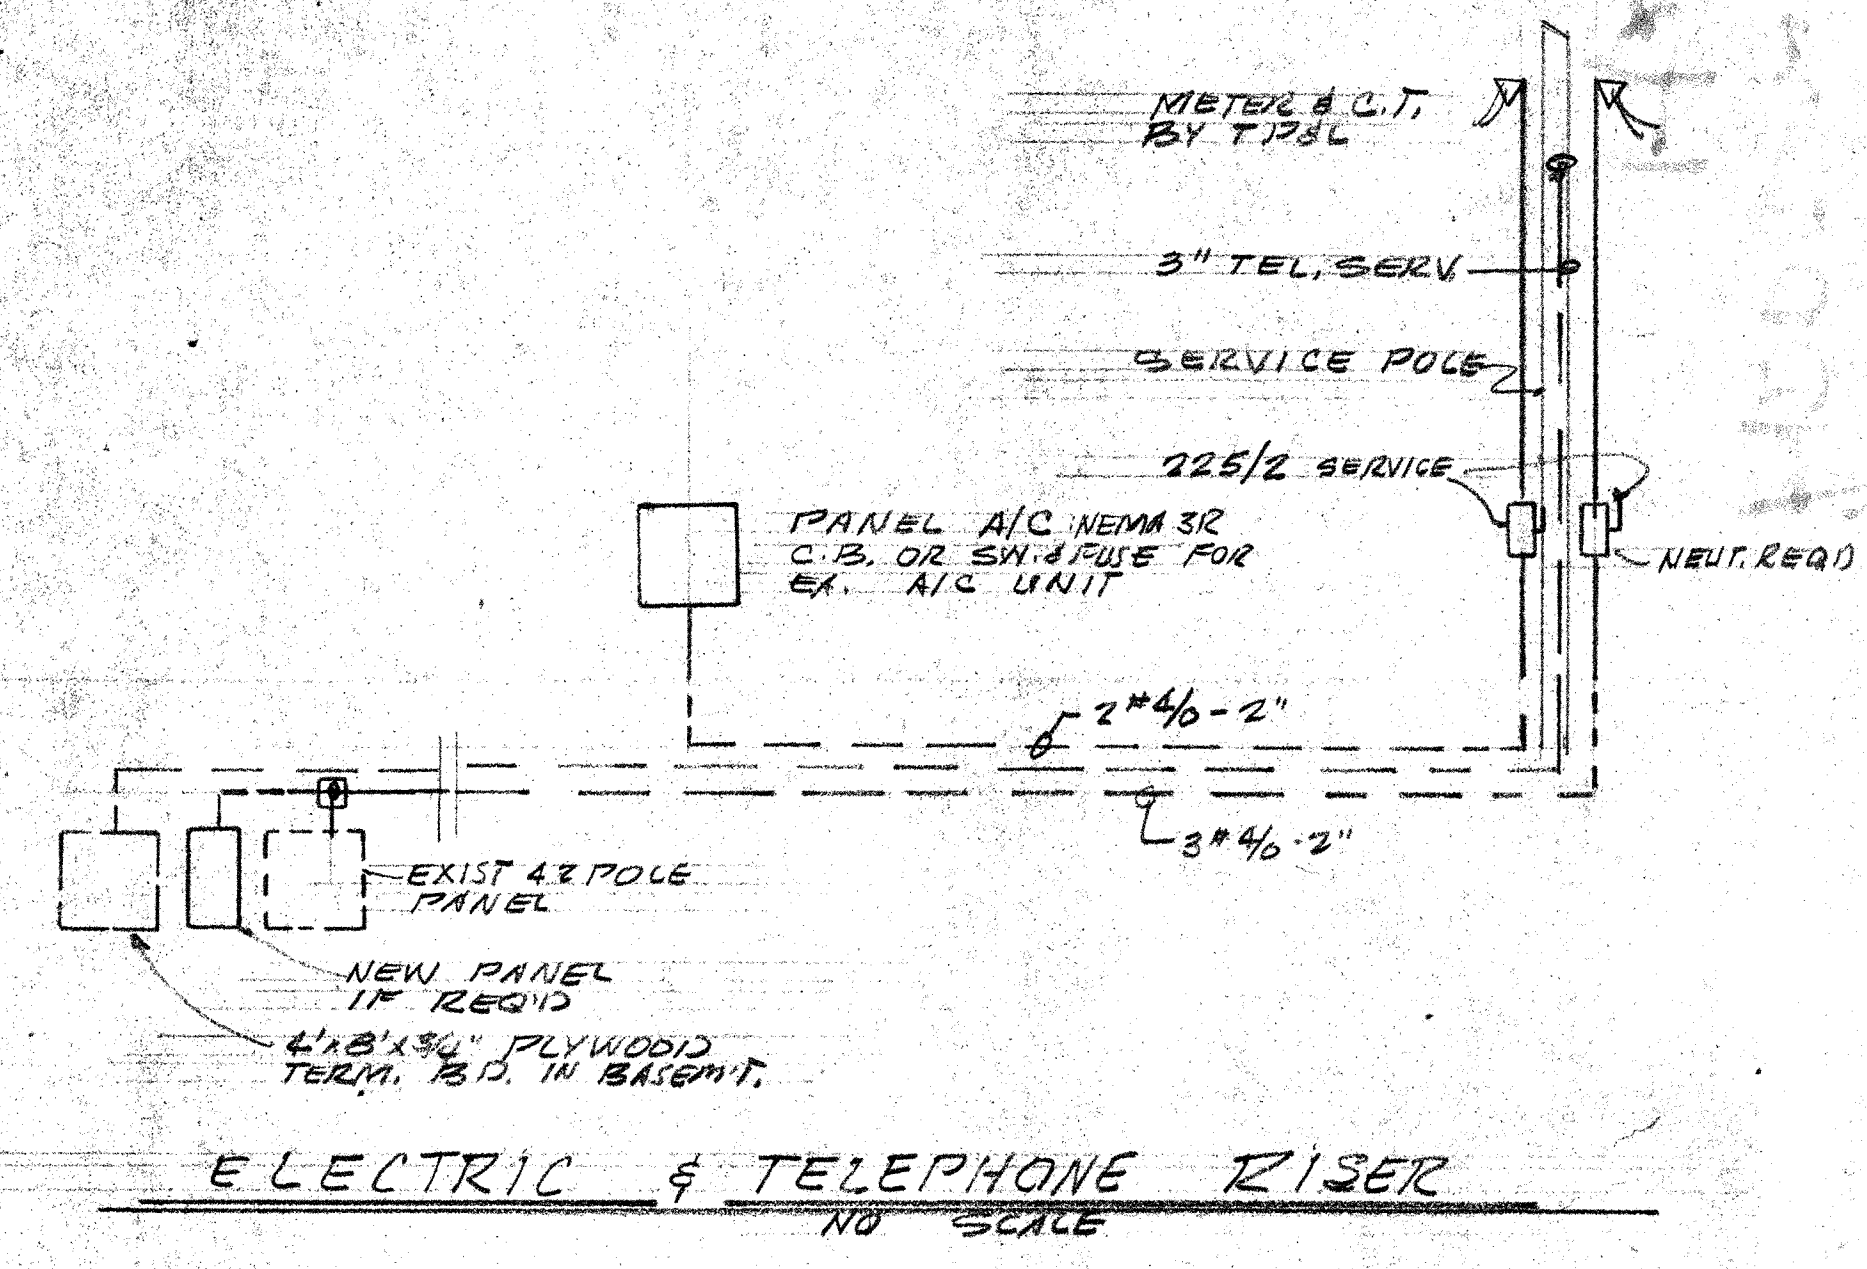 METER & C.T.
BY T P&L
3" TEL. SERV.
SERVICE POLE
225/2 SERVICE
PANEL A/C NEMA 3R
C.B. OR SW. & FUSE FOR
EA. A/C UNIT
NEUT. REQD
2 #4/0 - 2"
3 #4/0 - 2"
EXIST 42 POLE
PANEL
NEW PANEL
IF REQ'D
4'x8'x3/4" PLYWOOD
TERM. BD. IN BASEM'T.
ELECTRIC & TELEPHONE RISER
NO SCALE